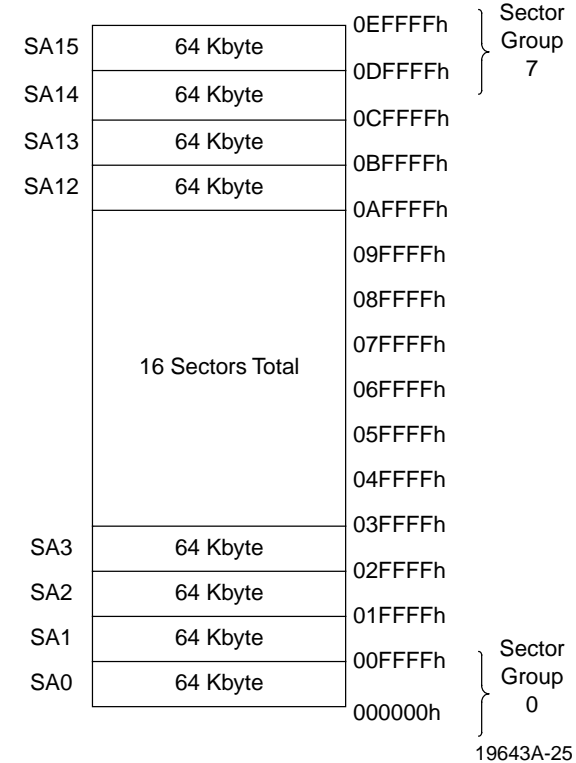 0EFFFFh
Sector
Group
7
SA15 64 Kbyte
0DFFFFh
SA14 64 Kbyte
0CFFFFh
SA13 64 Kbyte
0BFFFFh
SA12 64 Kbyte
0AFFFFh
09FFFFh
08FFFFh
07FFFFh
16 Sectors Total
06FFFFh
05FFFFh
04FFFFh
03FFFFh
SA3 64 Kbyte
02FFFFh
SA2 64 Kbyte
01FFFFh
SA1 64 Kbyte
00FFFFh
Sector
Group
0
SA0 64 Kbyte
000000h
19643A-25